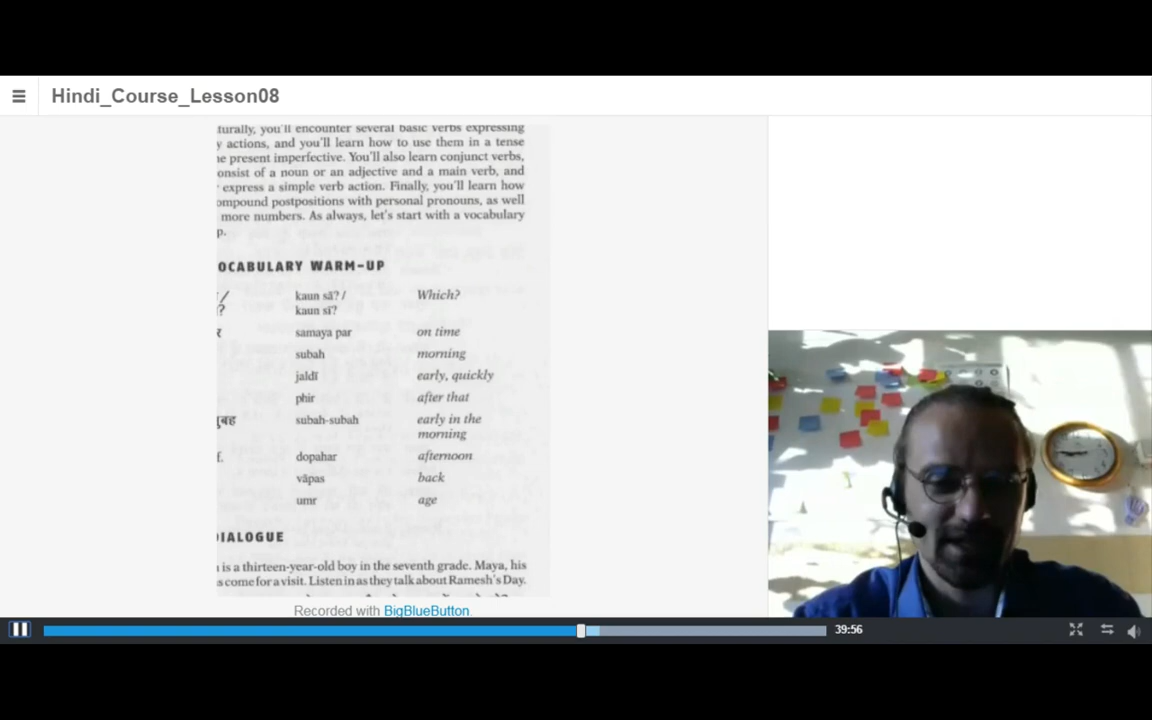 Hindi_Course_Lesson08
turally, you'll encounter several basic verbs expressing
y actions, and you'll learn how to use them in a tense
e present imperfective. You'll also learn conjunct verbs,
onsist of a noun or an adjective and a main verb, and
express a simple verb action. Finally, you'll learn how
ompound postpositions with personal pronouns, as well
more numbers. As always, let's start with a vocabulary
p.
OCABULARY WARM-UP
/ kaun sā? / Which?
? kaun sī?
र samaya par on time
subah morning
jaldī early, quickly
phir after that
ुबह subah-subah early in the
morning
f. dopahar afternoon
vāpas back
umr age
DIALOGUE
is a thirteen-year-old boy in the seventh grade. Maya, his
s come for a visit. Listen in as they talk about Ramesh's Day.
Recorded with BigBlueButton.
39:56